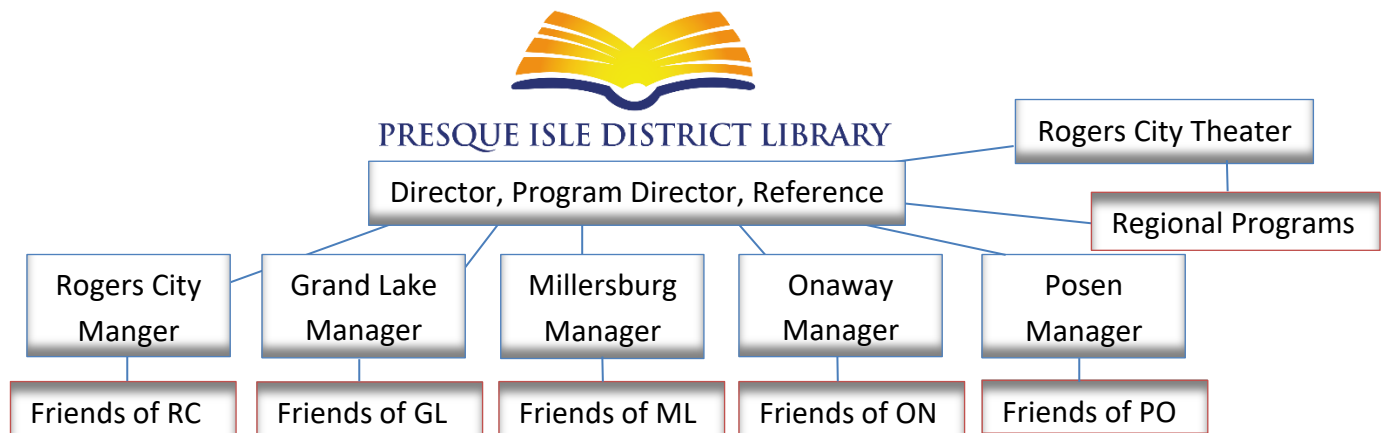 PRESQUE ISLE DISTRICT LIBRARY
Rogers City Theater
Director, Program Director, Reference
Regional Programs
Rogers City
Manger
Grand Lake
Manager
Millersburg
Manager
Onaway
Manager
Posen
Manager
Friends of RC
Friends of GL
Friends of ML
Friends of ON
Friends of PO